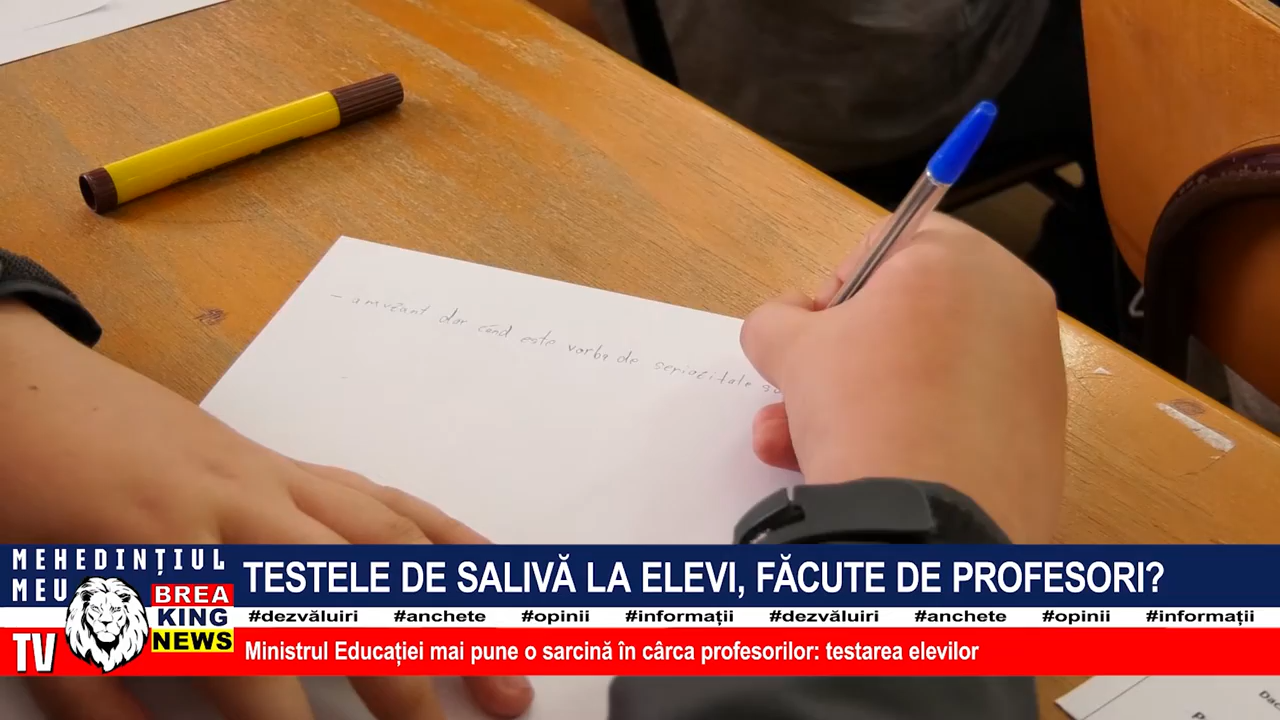 - amuzant dar când este vorba de seriozitate
MEHEDINȚIUL
MEU
TV
BREA
KING
NEWS
TESTELE DE SALIVĂ LA ELEVI, FĂCUTE DE PROFESORI?
#dezvăluiri #anchete #opinii #informații #dezvăluiri #anchete #opinii #informații
Ministrul Educației mai pune o sarcină în cârca profesorilor: testarea elevilor